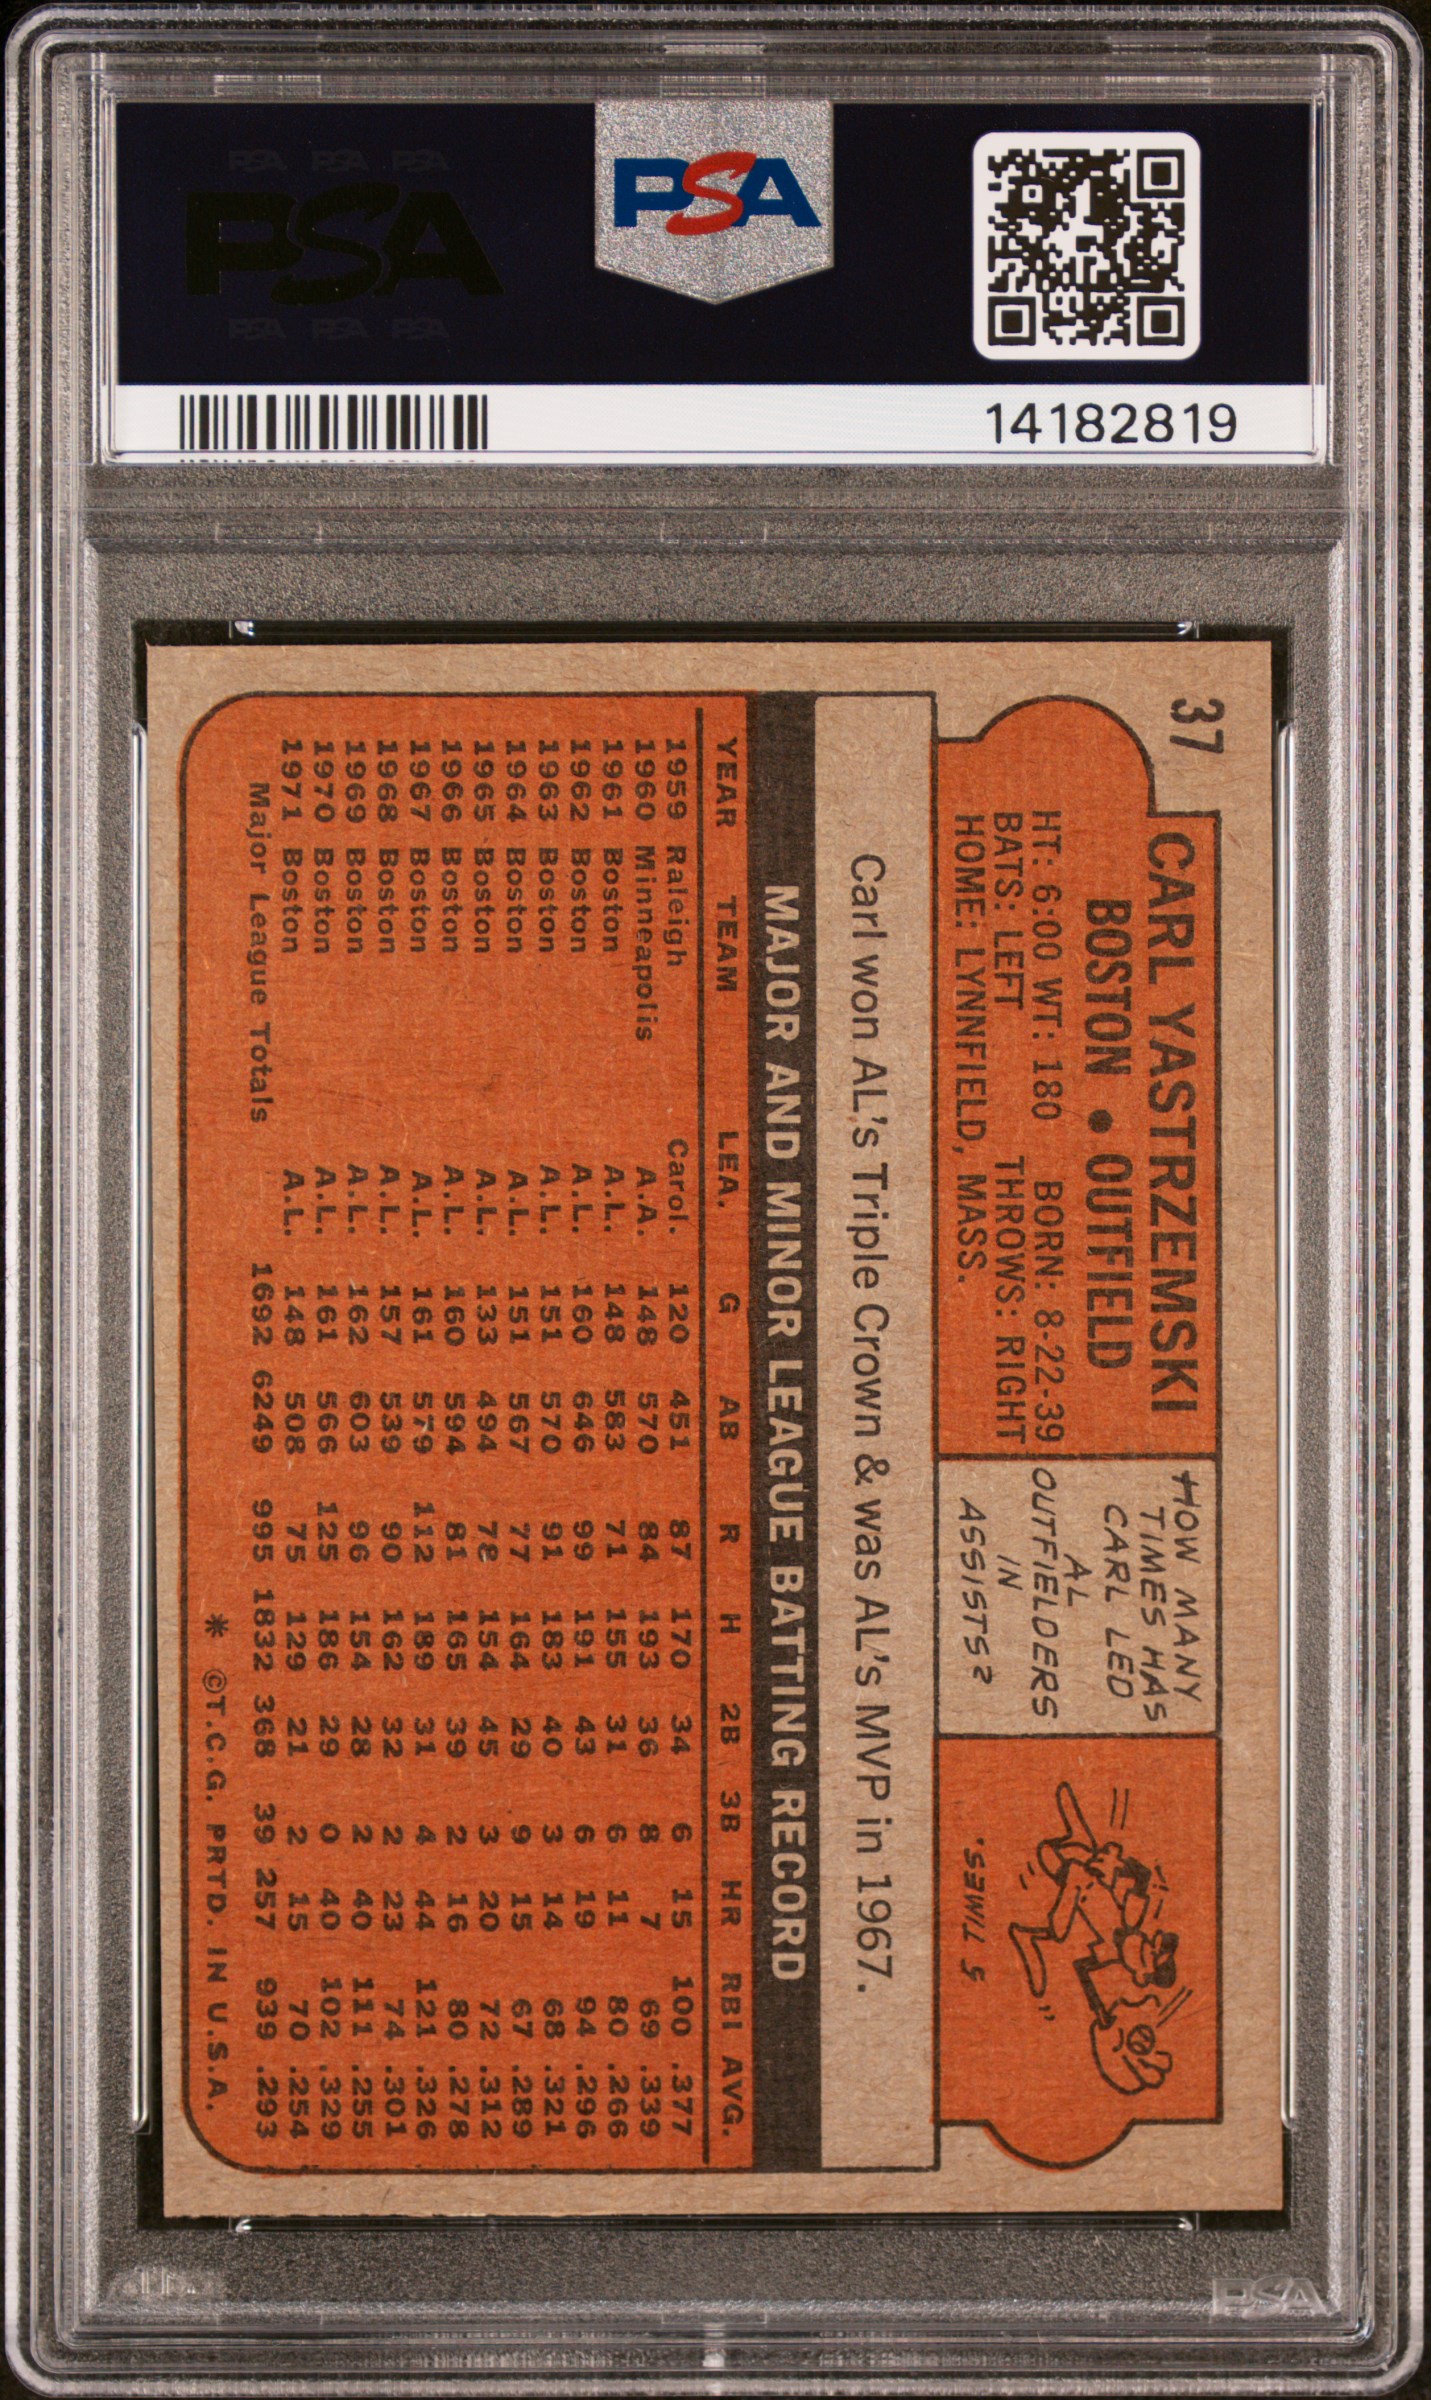 PSA PSA PSA
PSA
PSA PSA PSA
PSA
14182819
37
CARL YASTRZEMSKI
BOSTON • OUTFIELD
HT: 6:00 WT: 180 BORN: 8-22-39
BATS: LEFT THROWS: RIGHT
HOME: LYNNFIELD, MASS.
HOW MANY
TIMES HAS
CARL LED
AL
OUTFIELDERS
IN
ASSISTS?
5 TIMES.
Carl won AL's Triple Crown & was AL's MVP in 1967.
MAJOR AND MINOR LEAGUE BATTING RECORD
YEAR TEAM LEA. G AB R H 2B 3B HR RBI AVG.
1959 Raleigh Carol. 120 451 87 170 34 6 15 100 .377
1960 Minneapolis A.A. 148 570 84 193 36 8 7 69 .339
1961 Boston A.L. 148 583 71 155 31 6 11 80 .266
1962 Boston A.L. 160 646 99 191 43 6 19 94 .296
1963 Boston A.L. 151 570 91 183 40 3 14 68 .321
1964 Boston A.L. 151 567 77 164 29 9 15 67 .289
1965 Boston A.L. 133 494 78 154 45 3 20 72 .312
1966 Boston A.L. 160 594 81 165 39 2 16 80 .278
1967 Boston A.L. 161 579 112 189 31 4 44 121 .326
1968 Boston A.L. 157 539 90 162 32 2 23 74 .301
1969 Boston A.L. 162 603 96 154 28 2 40 111 .255
1970 Boston A.L. 161 566 125 186 29 0 40 102 .329
1971 Boston A.L. 148 508 75 129 21 2 15 70 .254
Major League Totals 1692 6249 995 1832 368 39 257 939 .293
* ©T.C.G. PRTD. IN U.S.A.
PSA